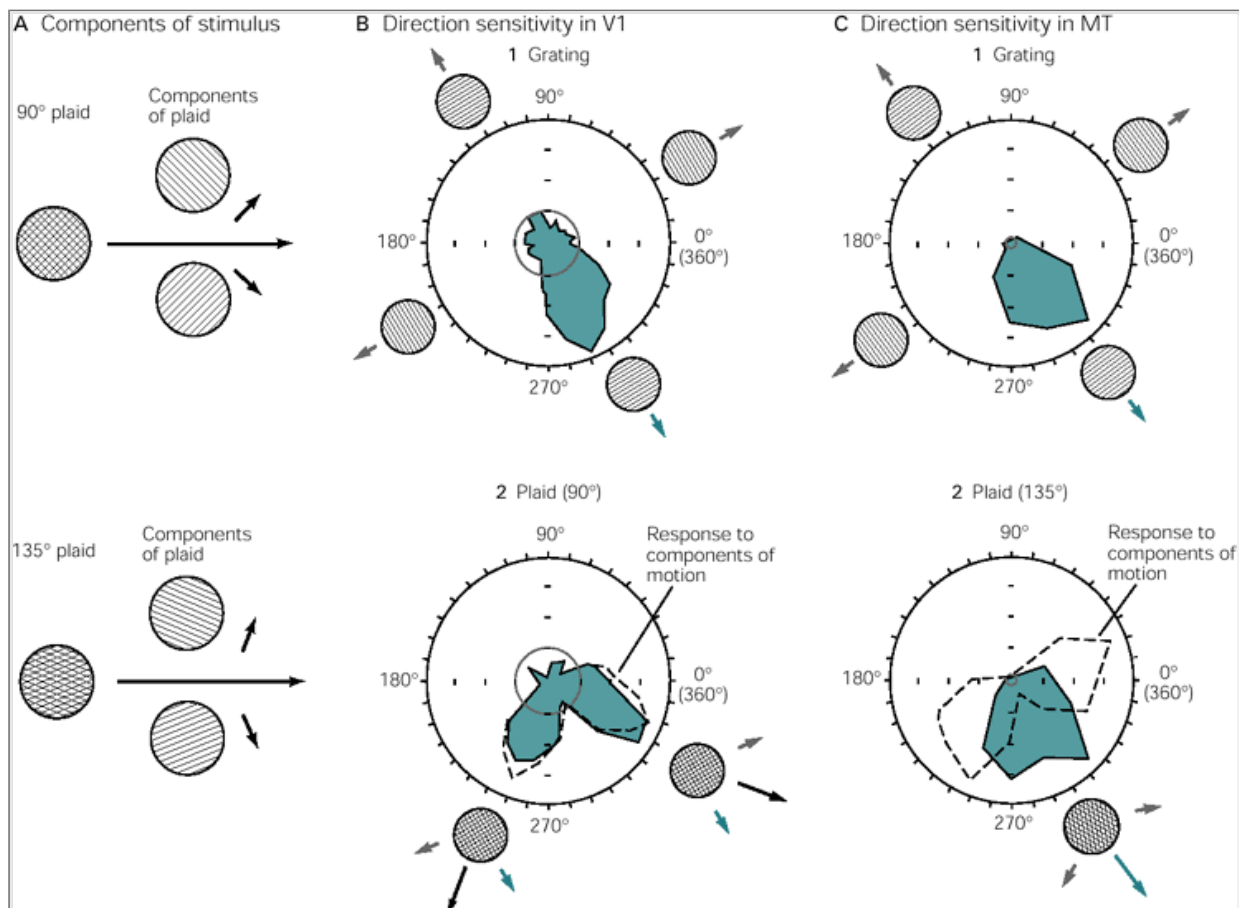 A Components of stimulus
90° plaid
Components
of plaid
135° plaid
Components
of plaid
B Direction sensitivity in V1
1 Grating
90°
180°
0°
(360°)
270°
2 Plaid (90°)
90°
Response to
components of
motion
180°
0°
(360°)
270°
C Direction sensitivity in MT
1 Grating
90°
180°
0°
(360°)
270°
2 Plaid (135°)
90°
Response to
components of
motion
180°
0°
(360°)
270°